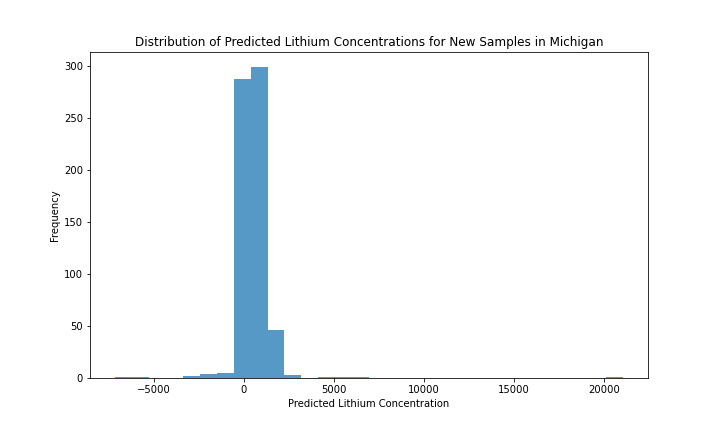 Distribution of Predicted Lithium Concentrations for New Samples in Michigan
300
250
200
150
100
50
0
Frequency
−5000 0 5000 10000 15000 20000
Predicted Lithium Concentration